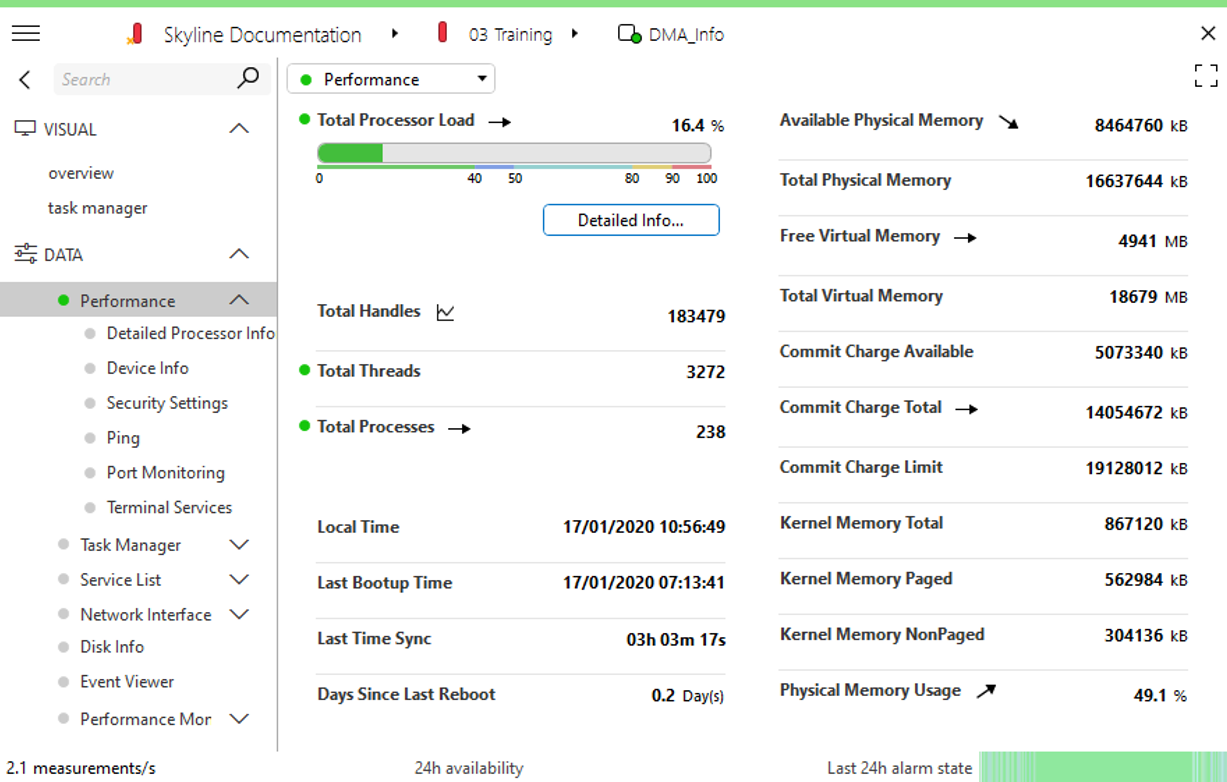 Skyline Documentation 03 Training DMA_Info
Search
VISUAL
overview
task manager
DATA
Performance
Detailed Processor Info
Device Info
Security Settings
Ping
Port Monitoring
Terminal Services
Task Manager
Service List
Network Interface
Disk Info
Event Viewer
Performance Mor
Performance
Total Processor Load 16.4 %
0 40 50 80 90 100
Detailed Info...
Total Handles 183479
Total Threads 3272
Total Processes 238
Local Time 17/01/2020 10:56:49
Last Bootup Time 17/01/2020 07:13:41
Last Time Sync 03h 03m 17s
Days Since Last Reboot 0.2 Day(s)
Available Physical Memory 8464760 kB
Total Physical Memory 16637644 kB
Free Virtual Memory 4941 MB
Total Virtual Memory 18679 MB
Commit Charge Available 5073340 kB
Commit Charge Total 14054672 kB
Commit Charge Limit 19128012 kB
Kernel Memory Total 867120 kB
Kernel Memory Paged 562984 kB
Kernel Memory NonPaged 304136 kB
Physical Memory Usage 49.1 %
2.1 measurements/s 24h availability Last 24h alarm state